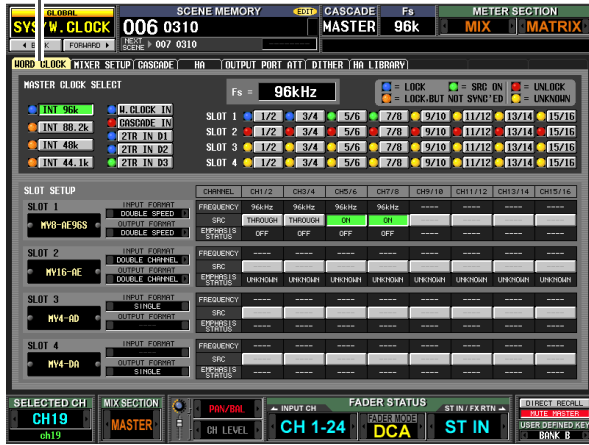 GLOBAL SCENE MEMORY EDIT CASCADE Fs METER SECTION
SYS/W.CLOCK 006 0310 MASTER 96k MIX MATRIX
BACK FORWARD NEXT SCENE 007 0310
WORD CLOCK MIXER SETUP CASCADE HA OUTPUT PORT ATT DITHER HA LIBRARY
MASTER CLOCK SELECT
Fs = 96kHz
= LOCK = SRC ON = UNLOCK
= LOCK,BUT NOT SYNC'ED = UNKNOWN
INT 96k W.CLOCK IN
INT 88.2k CASCADE IN
INT 48k 2TR IN D1
2TR IN D2
INT 44.1k 2TR IN D3
SLOT 1 1/2 3/4 5/6 7/8 9/10 11/12 13/14 15/16
SLOT 2 1/2 3/4 5/6 7/8 9/10 11/12 13/14 15/16
SLOT 3 1/2 3/4 5/6 7/8 9/10 11/12 13/14 15/16
SLOT 4 1/2 3/4 5/6 7/8 9/10 11/12 13/14 15/16
SLOT SETUP CHANNEL CH1/2 CH3/4 CH5/6 CH7/8 CH9/10 CH11/12 CH13/14 CH15/16
SLOT 1 INPUT FORMAT FREQUENCY 96kHz 96kHz 96kHz 96kHz ---- ---- ---- ----
DOUBLE SPEED
MY8-AE96S OUTPUT FORMAT SRC THROUGH THROUGH ON ON
DOUBLE SPEED EMPHASIS STATUS OFF OFF OFF OFF ---- ---- ---- ----
SLOT 2 INPUT FORMAT FREQUENCY ---- ---- ---- ---- ---- ---- ---- ----
DOUBLE CHANNEL
MY16-AE OUTPUT FORMAT SRC
DOUBLE CHANNEL EMPHASIS STATUS UNKNOWN UNKNOWN UNKNOWN UNKNOWN UNKNOWN UNKNOWN UNKNOWN UNKNOWN
SLOT 3 INPUT FORMAT FREQUENCY ---- ---- ---- ---- ---- ---- ---- ----
SINGLE
MY4-AD OUTPUT FORMAT SRC
EMPHASIS STATUS ---- ---- ---- ---- ---- ---- ---- ----
SLOT 4 INPUT FORMAT FREQUENCY ---- ---- ---- ---- ---- ---- ---- ----
MY4-DA OUTPUT FORMAT SRC
SINGLE EMPHASIS STATUS ---- ---- ---- ---- ---- ---- ---- ----
SELECTED CH MIX SECTION PAN/BAL INPUT CH FADER STATUS ST IN / FX RTN DIRECT RECALL
MUTE MASTER
CH19 MASTER CH 1-24 FADER MODE ST IN USER DEFINED KEY
ch19 CH LEVEL DCA BANK B